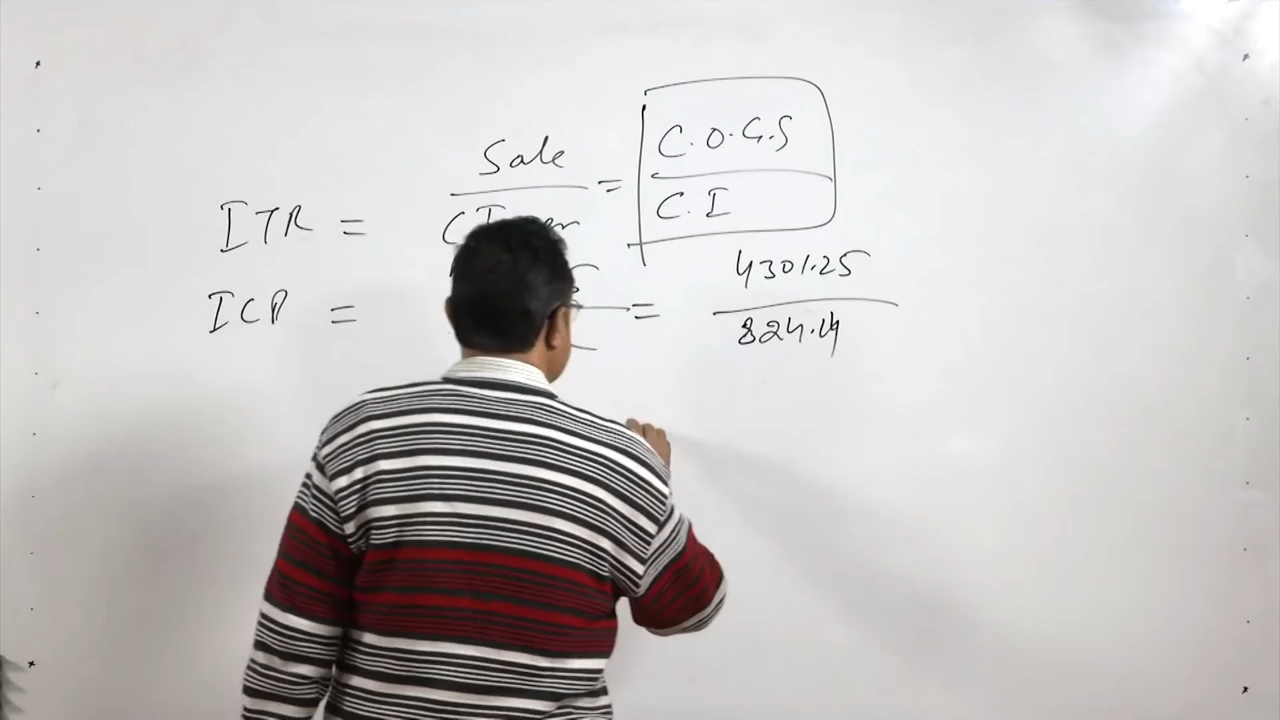 ITR = Sale = C.O.G.S
C.I
ICP = = 4301.25
824.14